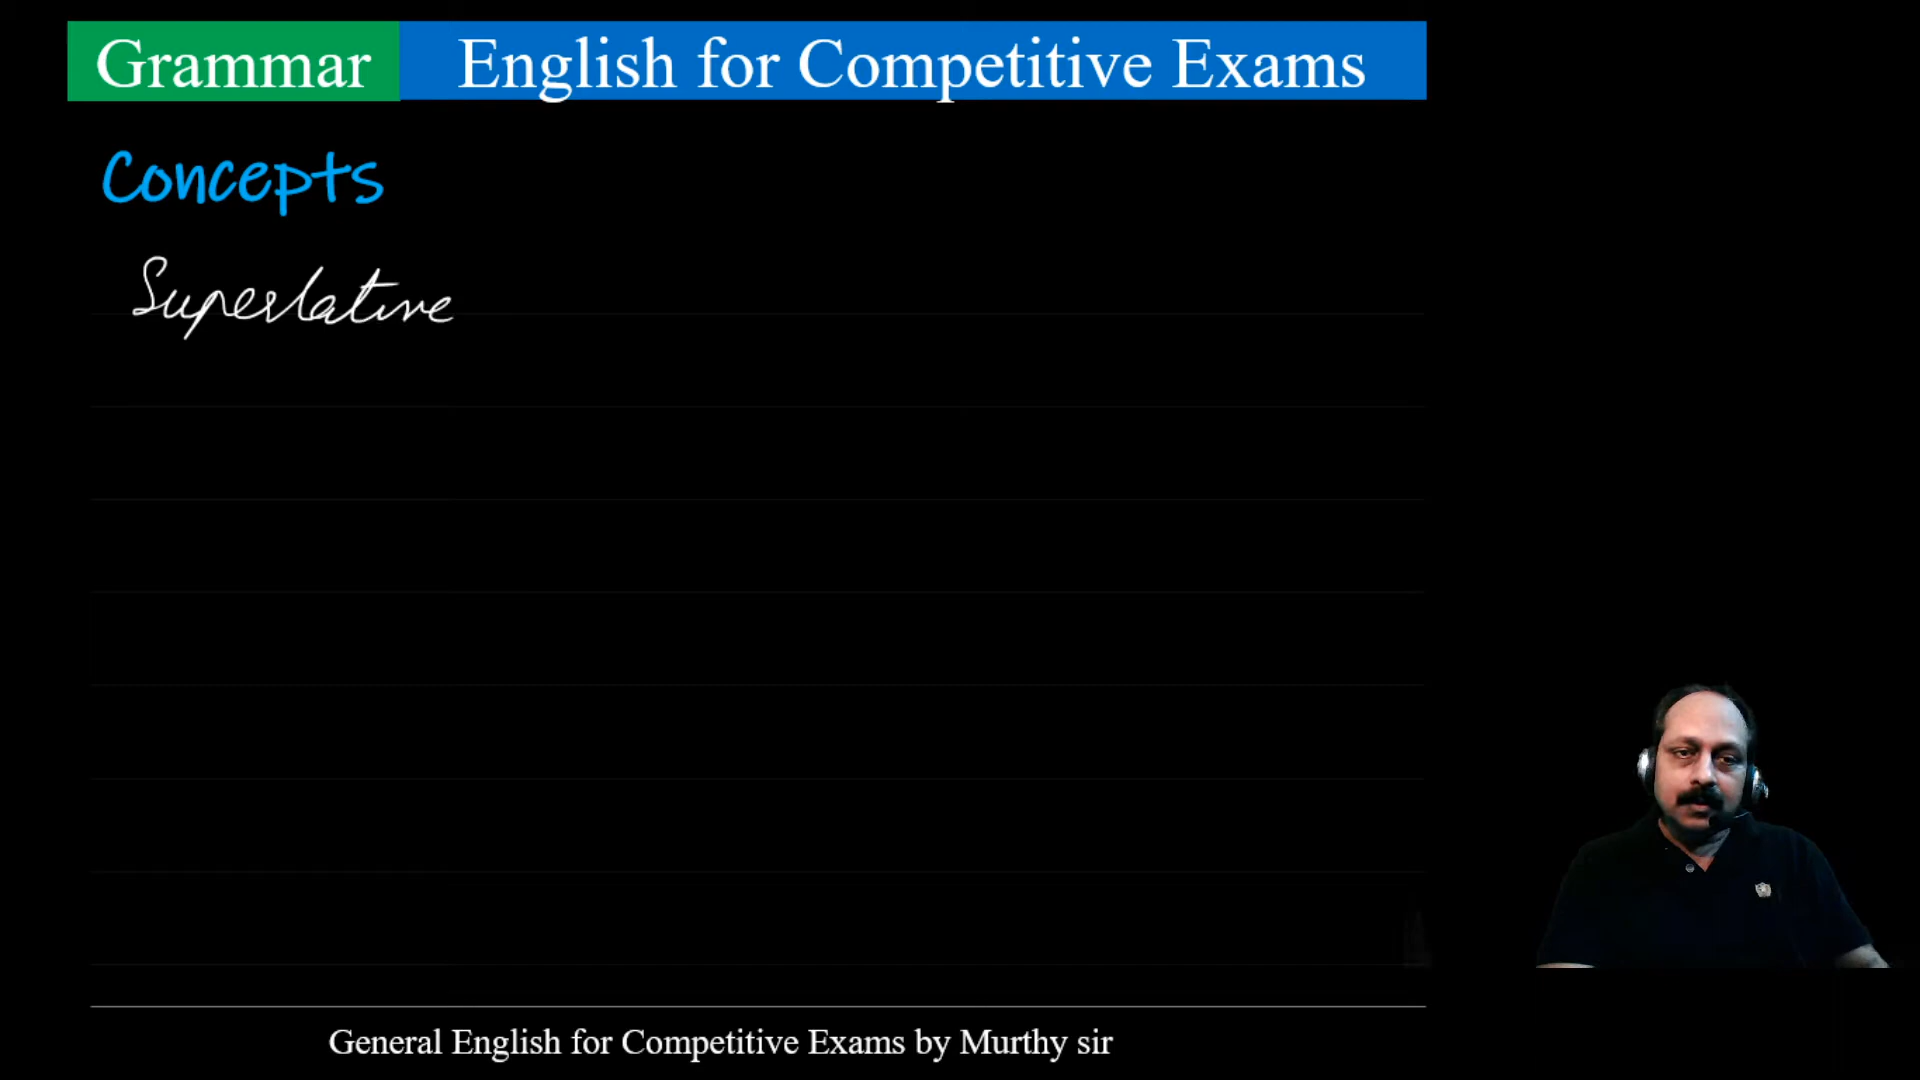 Grammar English for Competitive Exams
Concepts
Superlative
General English for Competitive Exams by Murthy sir